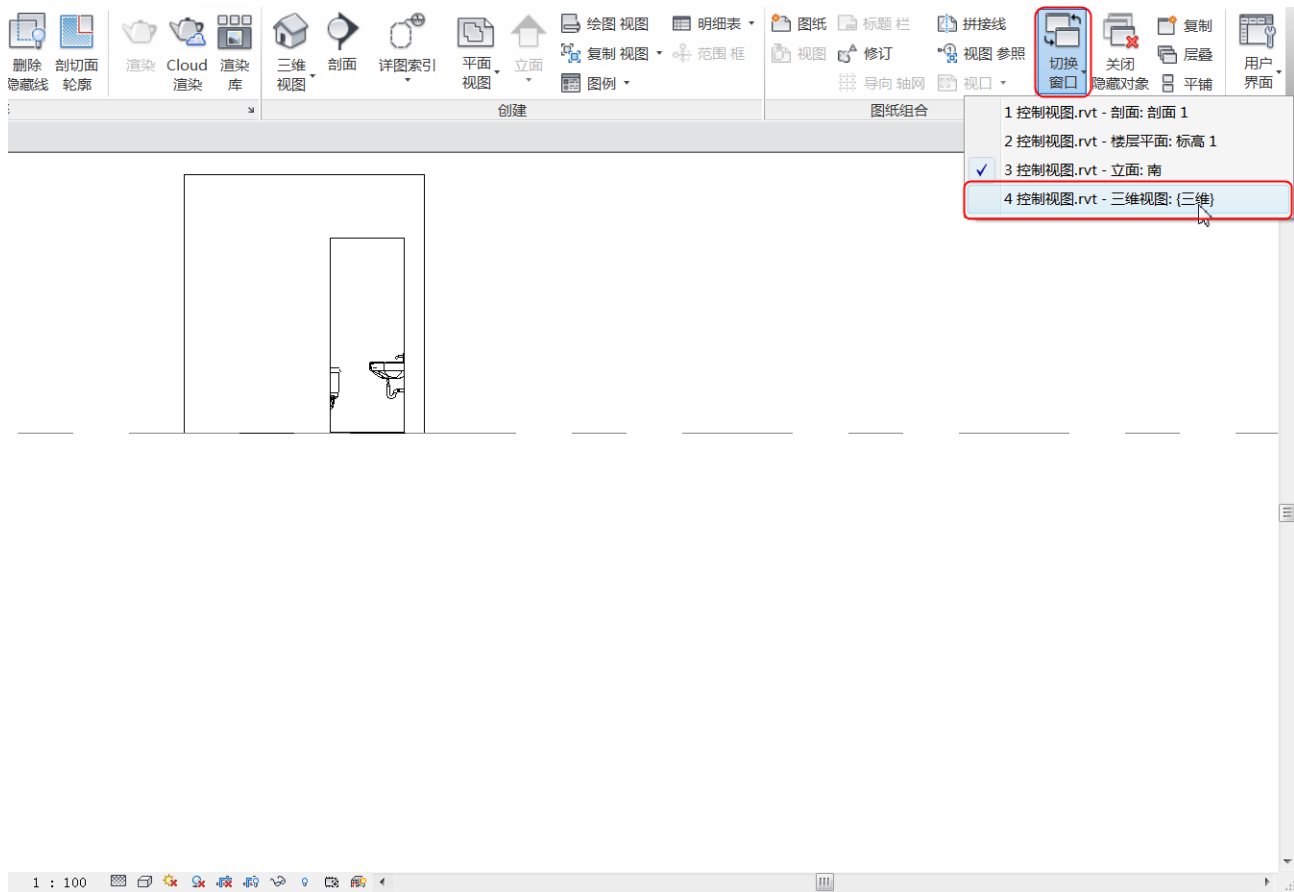 删除
隐藏线
剖切面
轮廓
渲染
Cloud
渲染
渲染
库
三维
视图
剖面
详图索引
平面
视图
立面
绘图 视图
复制 视图
图例
明细表
范围 框
图纸
视图
标题 栏
修订
导向 轴网
拼接线
视图 参照
视口
切换
窗口
关闭
隐藏对象
复制
层叠
平铺
用户
界面
创建
图纸组合
1 控制视图.rvt - 剖面: 剖面 1
2 控制视图.rvt - 楼层平面: 标高 1
3 控制视图.rvt - 立面: 南
4 控制视图.rvt - 三维视图: {三维}
1 : 100